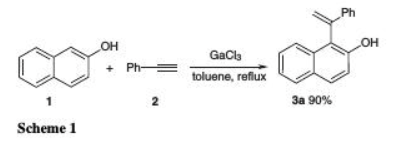 Ph
OH
OH
+
Ph
GaCl₃
toluene, reflux
1
2
3a 90%
Scheme 1